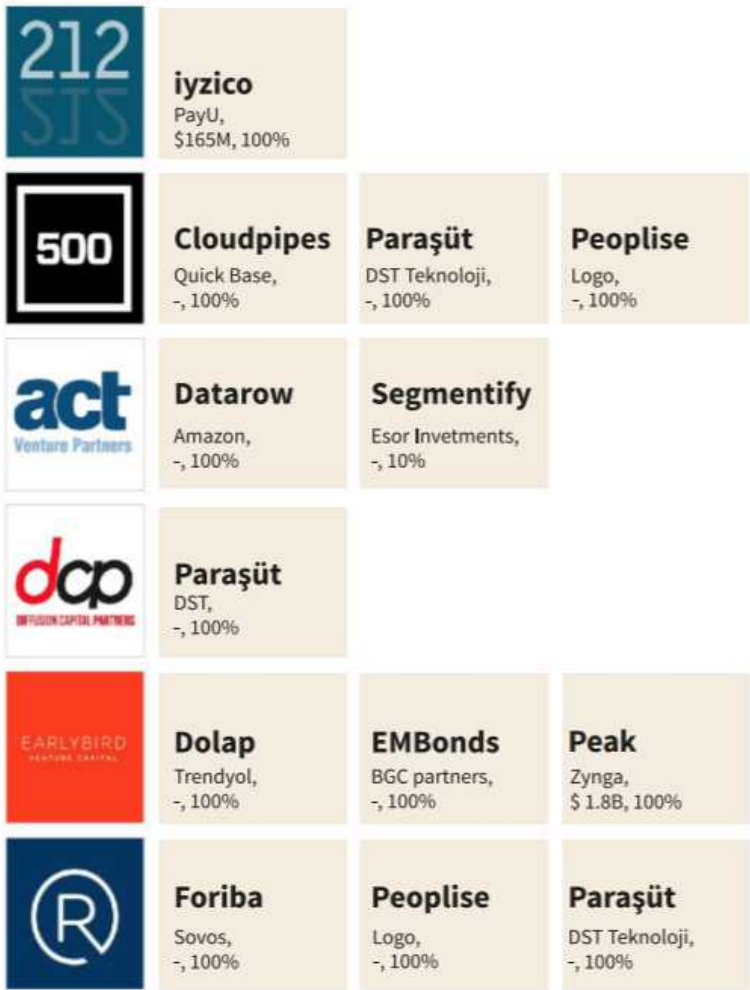 212
iyzico
PayU,
$165M, 100%
500
Cloudpipes
Quick Base,
-, 100%
Paraşüt
DST Teknoloji,
-, 100%
Peoplise
Logo,
-, 100%
act
Venture Partners
Datarow
Amazon,
-, 100%
Segmentify
Esor Invetments,
-, 10%
dcp
DIFFUSION CAPITAL PARTNERS
Paraşüt
DST,
-, 100%
EARLYBIRD
VENTURE CAPITAL
Dolap
Trendyol,
-, 100%
EMBonds
BGC partners,
-, 100%
Peak
Zynga,
$ 1.8B, 100%
R
Foriba
Sovos,
-, 100%
Peoplise
Logo,
-, 100%
Paraşüt
DST Teknoloji,
-, 100%